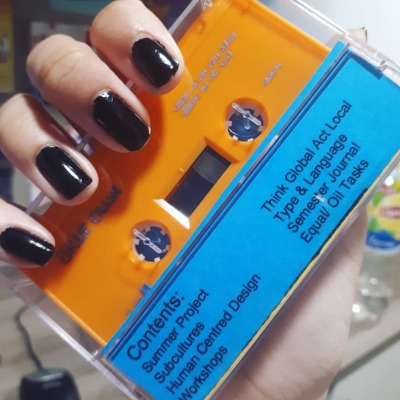 Contents:
Summer Project
Subcultures
Human Centred Design
Workshops
Think Global Act Local
Type & Language
Semester Journal
Equal/ Oil Tasks